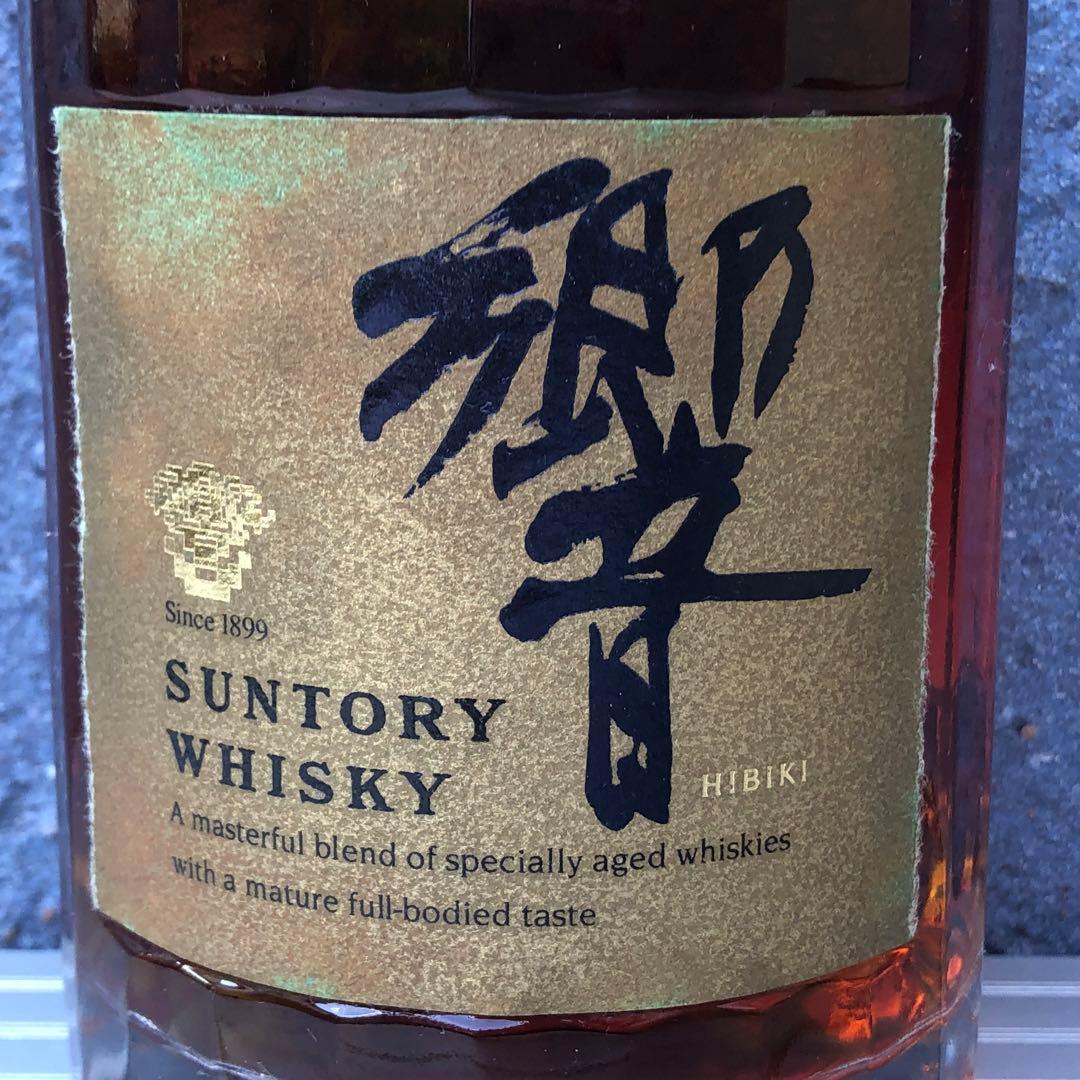 響
Since 1899
SUNTORY
WHISKY
HIBIKI
A masterful blend of specially aged whiskies
with a mature full-bodied taste